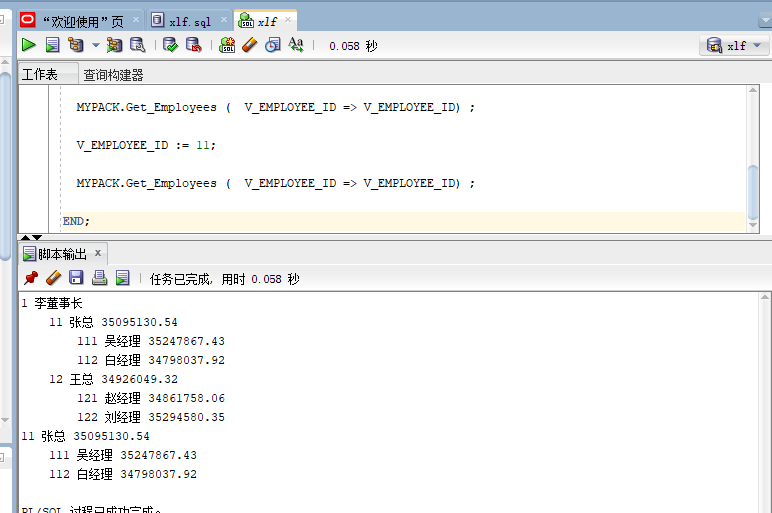 “欢迎使用”页
xlf.sql
xlf
0.058 秒
xlf
工作表
查询构建器
MYPACK.Get_Employees (  V_EMPLOYEE_ID => V_EMPLOYEE_ID) ;
V_EMPLOYEE_ID := 11;
MYPACK.Get_Employees (  V_EMPLOYEE_ID => V_EMPLOYEE_ID) ;
END;
脚本输出
任务已完成, 用时 0.058 秒
1 李董事长
11 张总 35095130.54
111 吴经理 35247867.43
112 白经理 34798037.92
12 王总 34926049.32
121 赵经理 34861758.06
122 刘经理 35294580.35
11 张总 35095130.54
111 吴经理 35247867.43
112 白经理 34798037.92
PL/SQL 过程已成功完成。